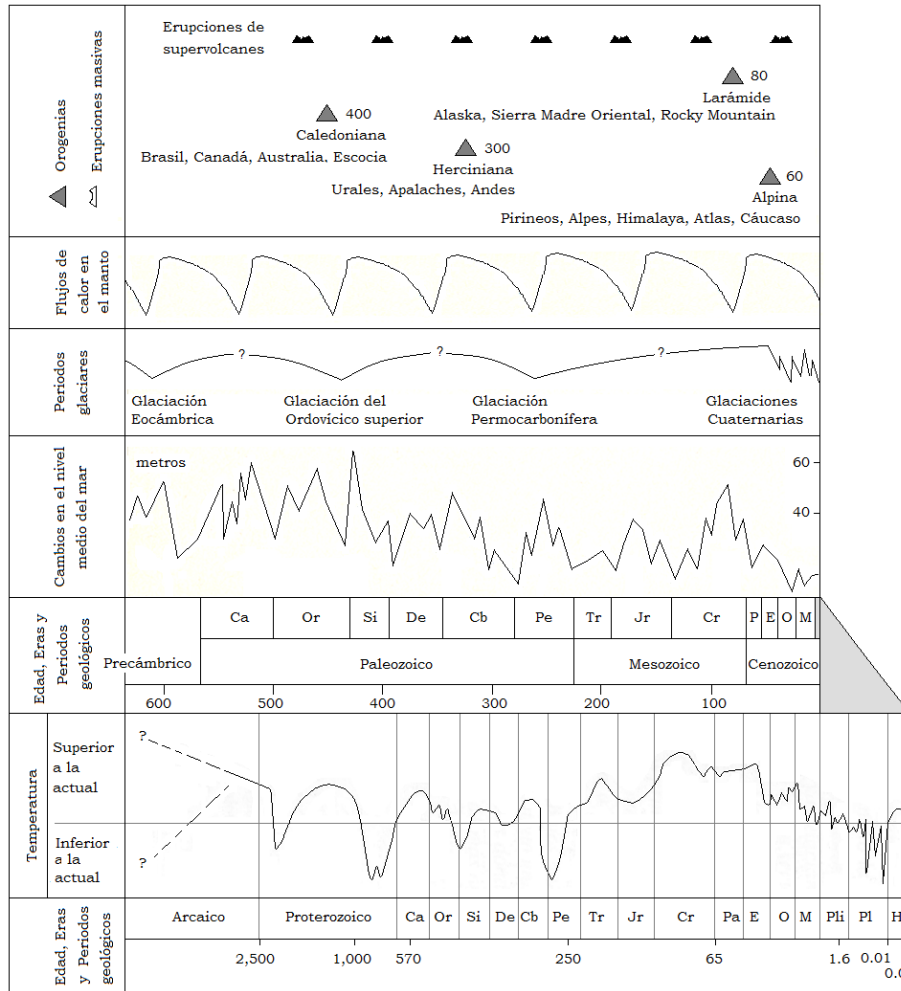 Orogenias
Erupciones masivas
Erupciones de
supervolcanes
80
Larámide
Alaska, Sierra Madre Oriental, Rocky Mountain
400
Caledoniana
Brasil, Canadá, Australia. Escocia
300
Herciniana
Urales, Apalaches, Andes
60
Alpina
Pirineos, Alpes, Himalaya, Atlas, Cáucaso
Flujos de
calor en
el manto
Periodos
glaciares
? ? ?
Glaciación
Eocámbrica
Glaciación del
Ordovícico superior
Glaciación
Permocarbonífera
Glaciaciones
Cuaternarias
Cambios en el nivel
medio del mar
metros
60
40
Edad, Eras y
Periodos
geológicos
Ca Or Si De Cb Pe Tr Jr Cr P E O M
Precámbrico Paleozoico Mesozoico Cenozoico
600 500 400 300 200 100
Temperatura
Superior
a la
actual
Inferior
a la
actual
?
?
Edad, Eras
y Periodos
geológicos
Arcaico Proterozoico Ca Or Si De Cb Pe Tr Jr Cr Pa E O M Pli Pl H
2,500 1,000 570 250 65 1.6 0.01